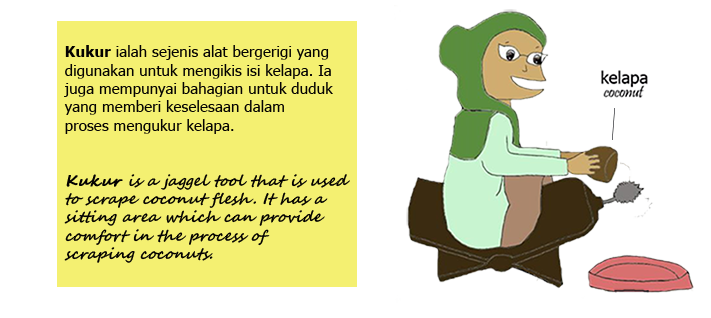 Kukur ialah sejenis alat bergerigi yang
digunakan untuk mengikis isi kelapa. Ia
juga mempunyai bahagian untuk duduk
yang memberi keselesaan dalam
proses mengukur kelapa.
Kukur is a jaggel tool that is used
to scrape coconut flesh. It has a
sitting area which can provide
comfort in the process of
scraping coconuts.
kelapa
coconut